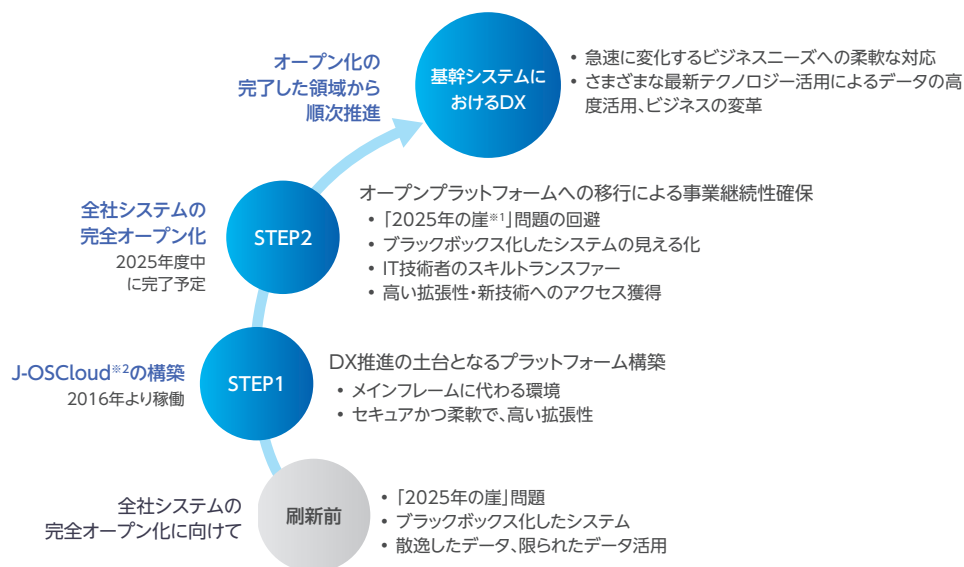 オープン化の
完了した領域から
順次推進
基幹システムに
おけるDX
• 急速に変化するビジネスニーズへの柔軟な対応
• さまざまな最新テクノロジー活用によるデータの高
度活用、ビジネスの変革
全社システムの
完全オープン化
2025年度中
に完了予定
STEP2
オープンプラットフォームへの移行による事業継続性確保
• 「2025年の崖※1」問題の回避
• ブラックボックス化したシステムの見える化
• IT技術者のスキルトランスファー
• 高い拡張性・新技術へのアクセス獲得
J-OSCloud※2の構築
2016年より稼働
STEP1
DX推進の土台となるプラットフォーム構築
• メインフレームに代わる環境
• セキュアかつ柔軟で、高い拡張性
全社システムの
完全オープン化に向けて
刷新前
• 「2025年の崖」問題
• ブラックボックス化したシステム
• 散逸したデータ、限られたデータ活用